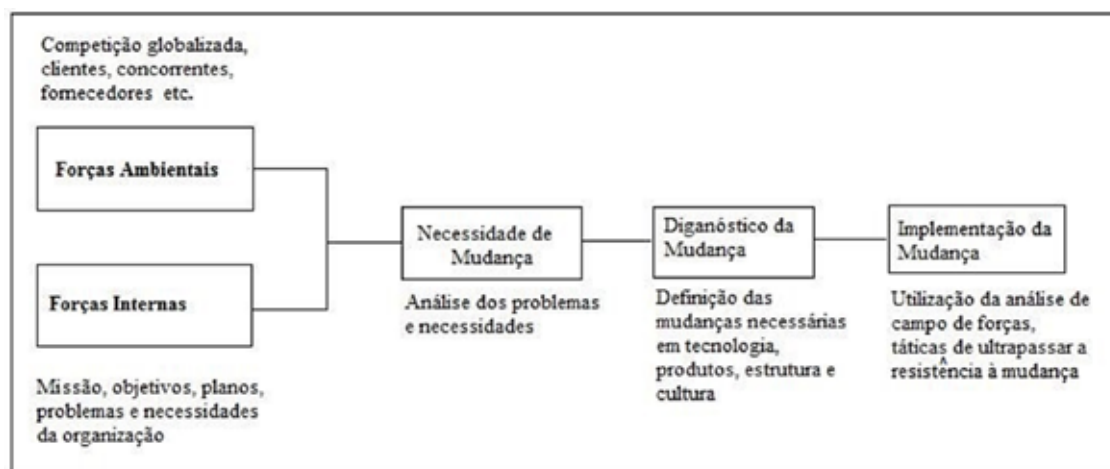 Competição globalizada,
clientes, concorrentes,
fornecedores etc.
Forças Ambientais
Forças Internas
Missão, objetivos, planos,
problemas e necessidades
da organização
Necessidade de
Mudança
Análise dos problemas
e necessidades
Diganóstico da
Mudança
Definição das
mudanças necessárias
em tecnologia,
produtos, estrutura e
cultura
Implementação da
Mudança
Utilização da análise de
campo de forças,
táticas de ultrapassar a
resistência à mudança